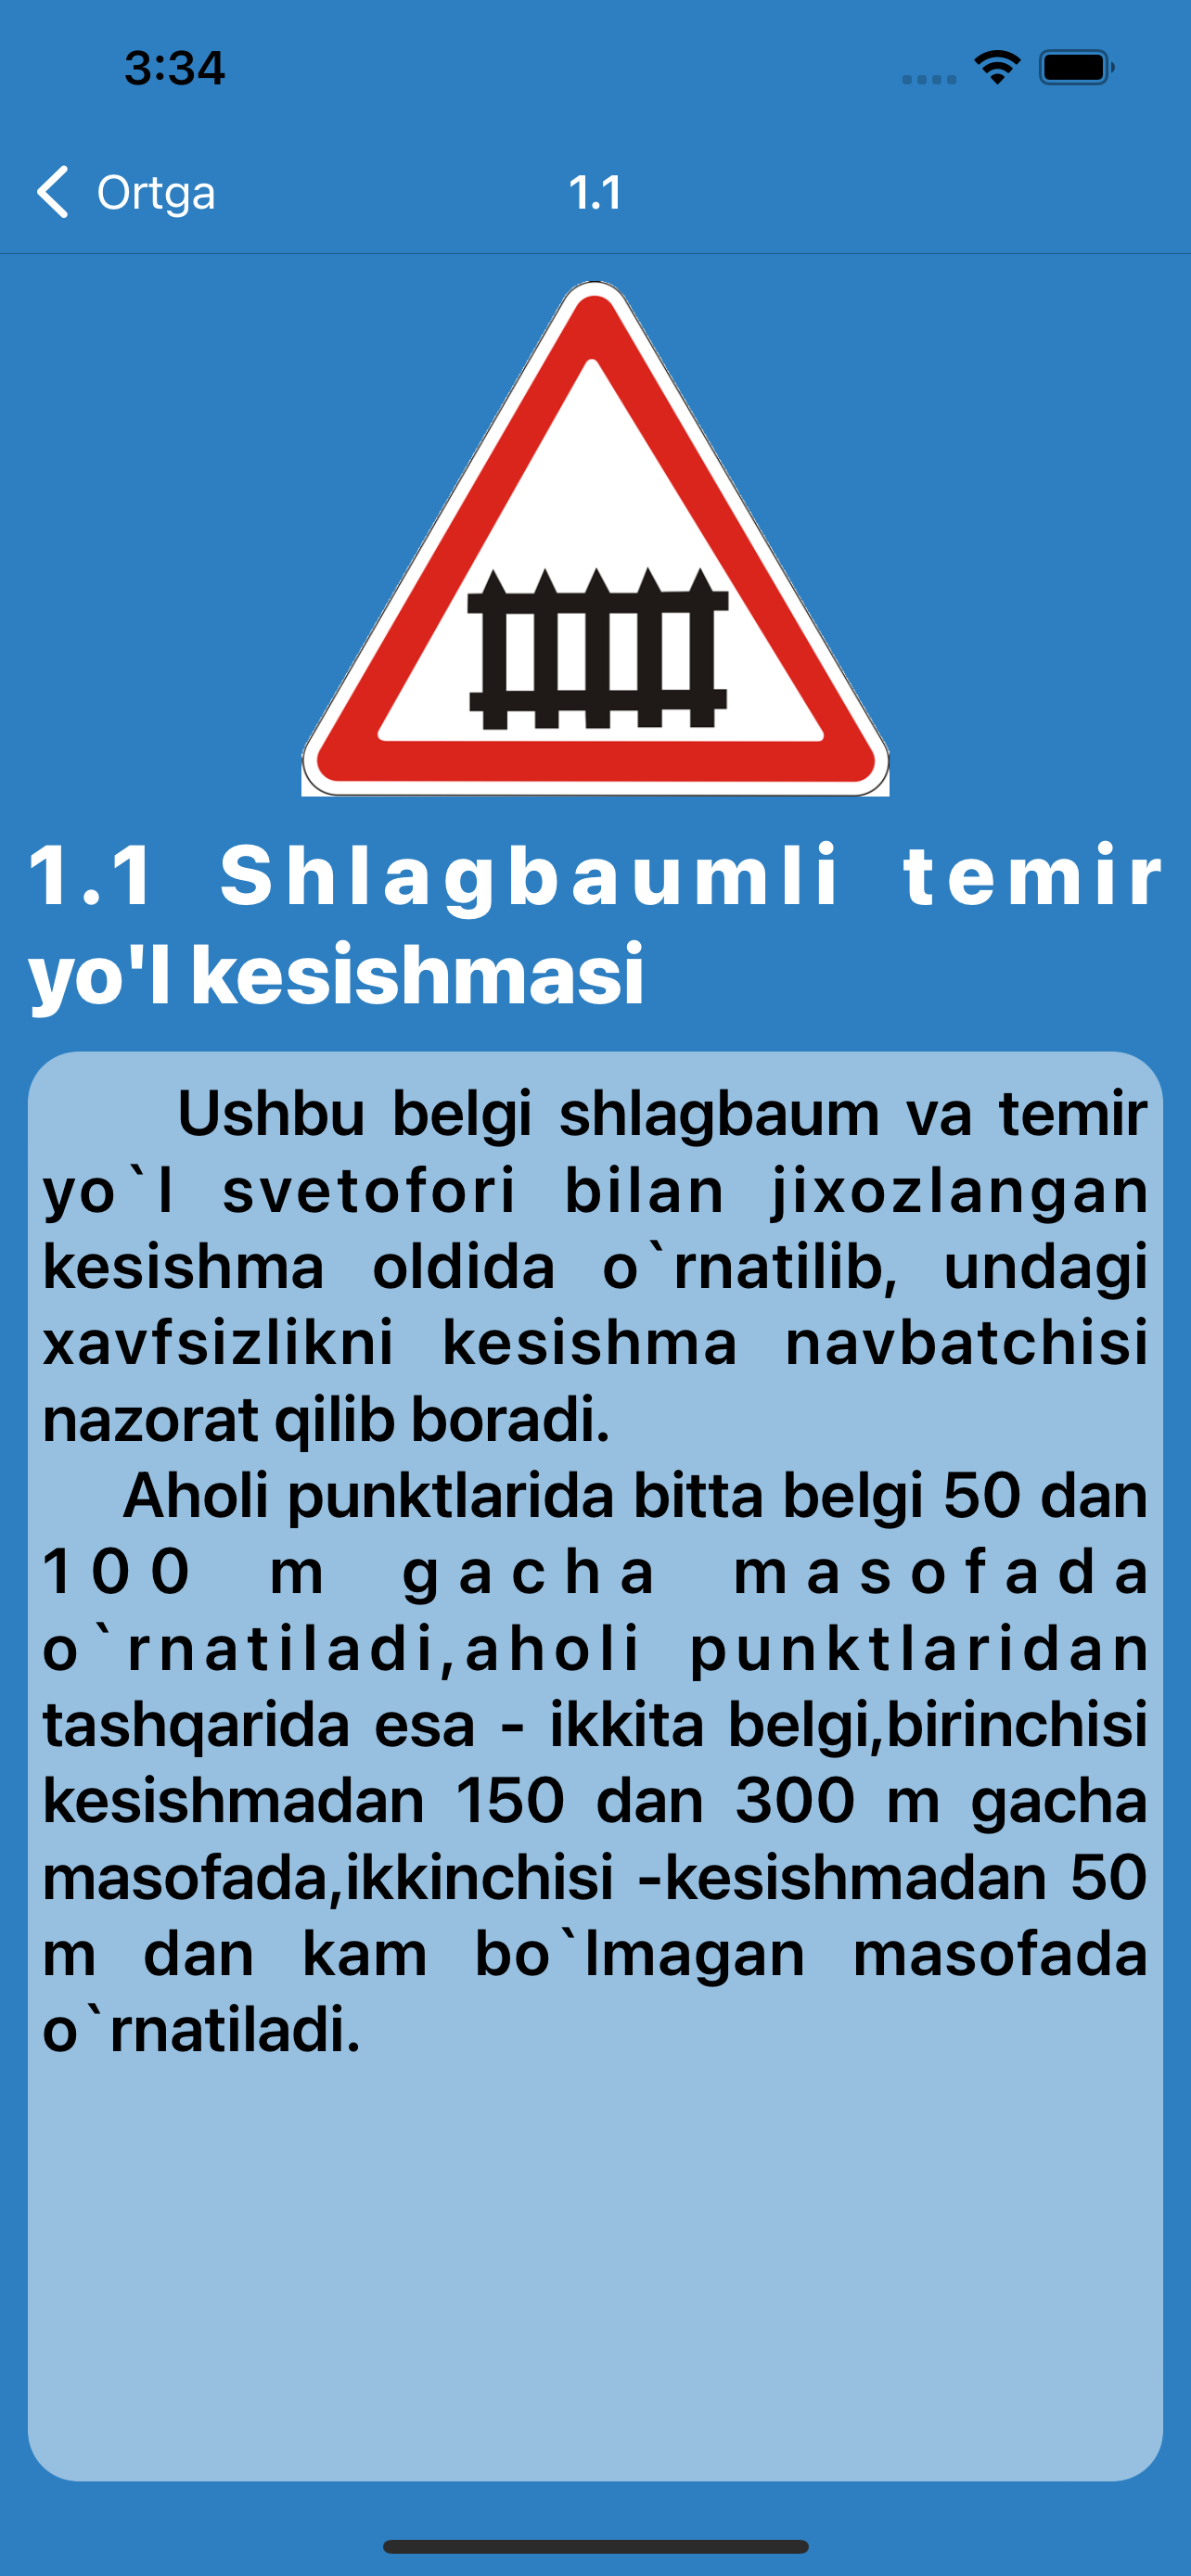 3:34
Ortga
1.1
1.1 Shlagbaumli temir
yo'l kesishmasi
Ushbu belgi shlagbaum va temir
yo`l svetofori bilan jixozlangan
kesishma oldida o`rnatilib, undagi
xavfsizlikni kesishma navbatchisi
nazorat qilib boradi.
Aholi punktlarida bitta belgi 50 dan
100 m gacha masofada
o`rnatiladi,aholi punktlaridan
tashqarida esa - ikkita belgi,birinchisi
kesishmadan 150 dan 300 m gacha
masofada,ikkinchisi -kesishmadan 50
m dan kam bo`lmagan masofada
o`rnatiladi.